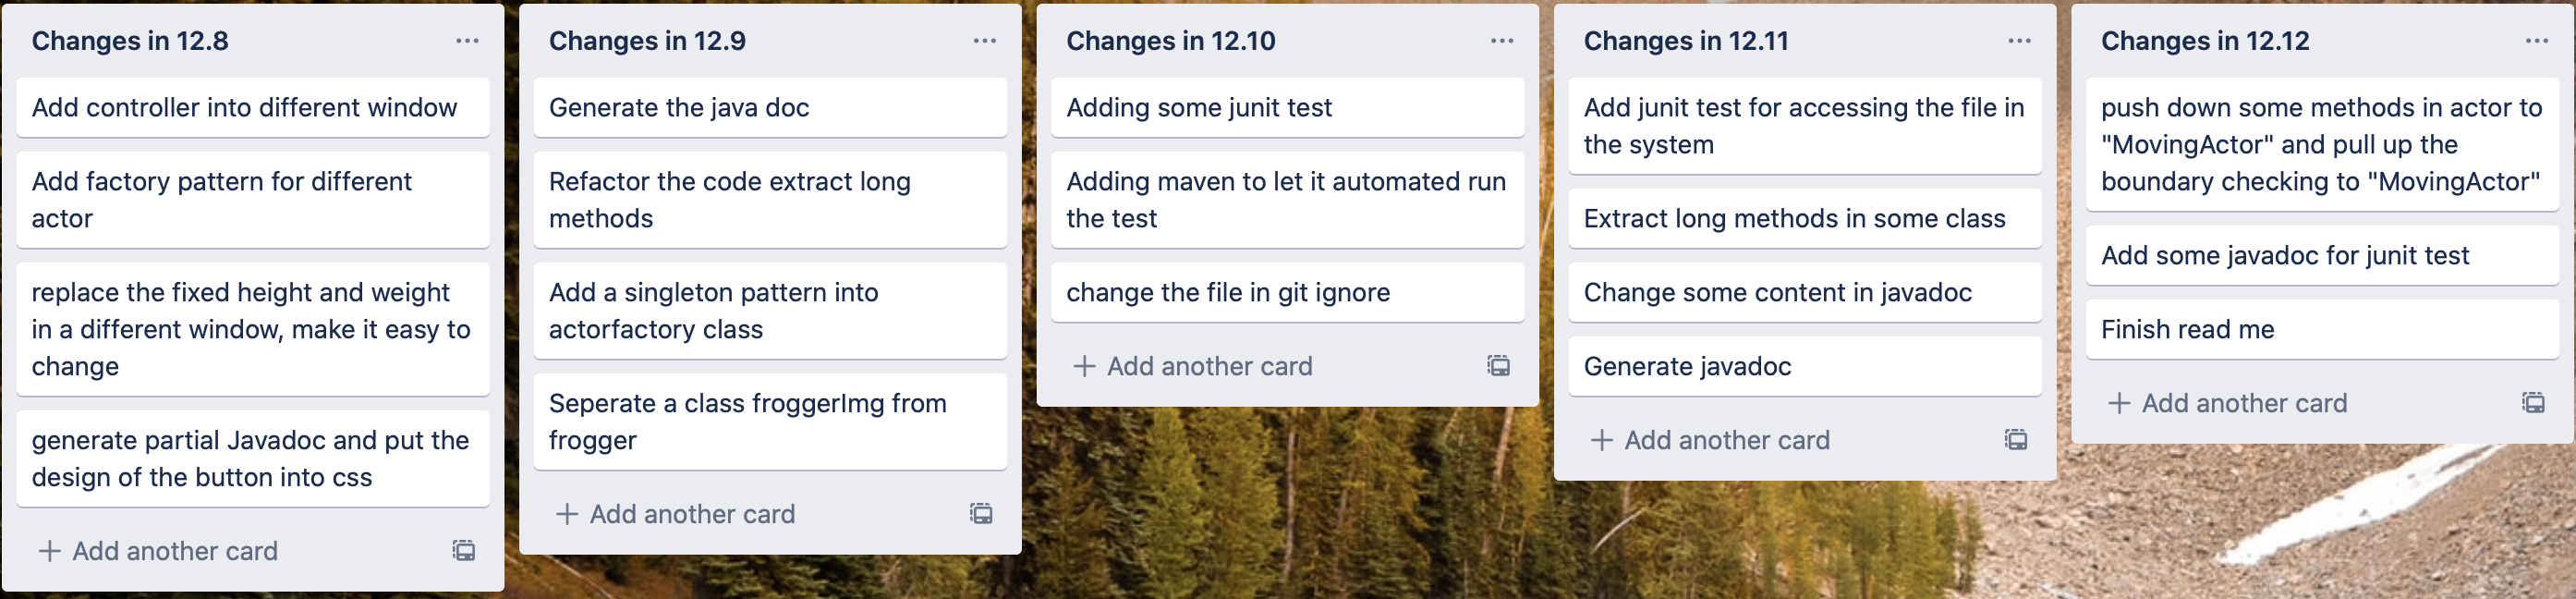 Changes in 12.8
Add controller into different window
Add factory pattern for different
actor
replace the fixed height and weight
in a different window, make it easy to
change
generate partial Javadoc and put the
design of the button into css
Add another card
Changes in 12.9
Generate the java doc
Refactor the code extract long
methods
Add a singleton pattern into
actorfactory class
Seperate a class froggerImg from
frogger
Add another card
Changes in 12.10
Adding some junit test
Adding maven to let it automated run
the test
change the file in git ignore
Add another card
Changes in 12.11
Add junit test for accessing the file in
the system
Extract long methods in some class
Change some content in javadoc
Generate javadoc
Add another card
Changes in 12.12
push down some methods in actor to
"MovingActor" and pull up the
boundary checking to "MovingActor"
Add some javadoc for junit test
Finish read me
Add another card